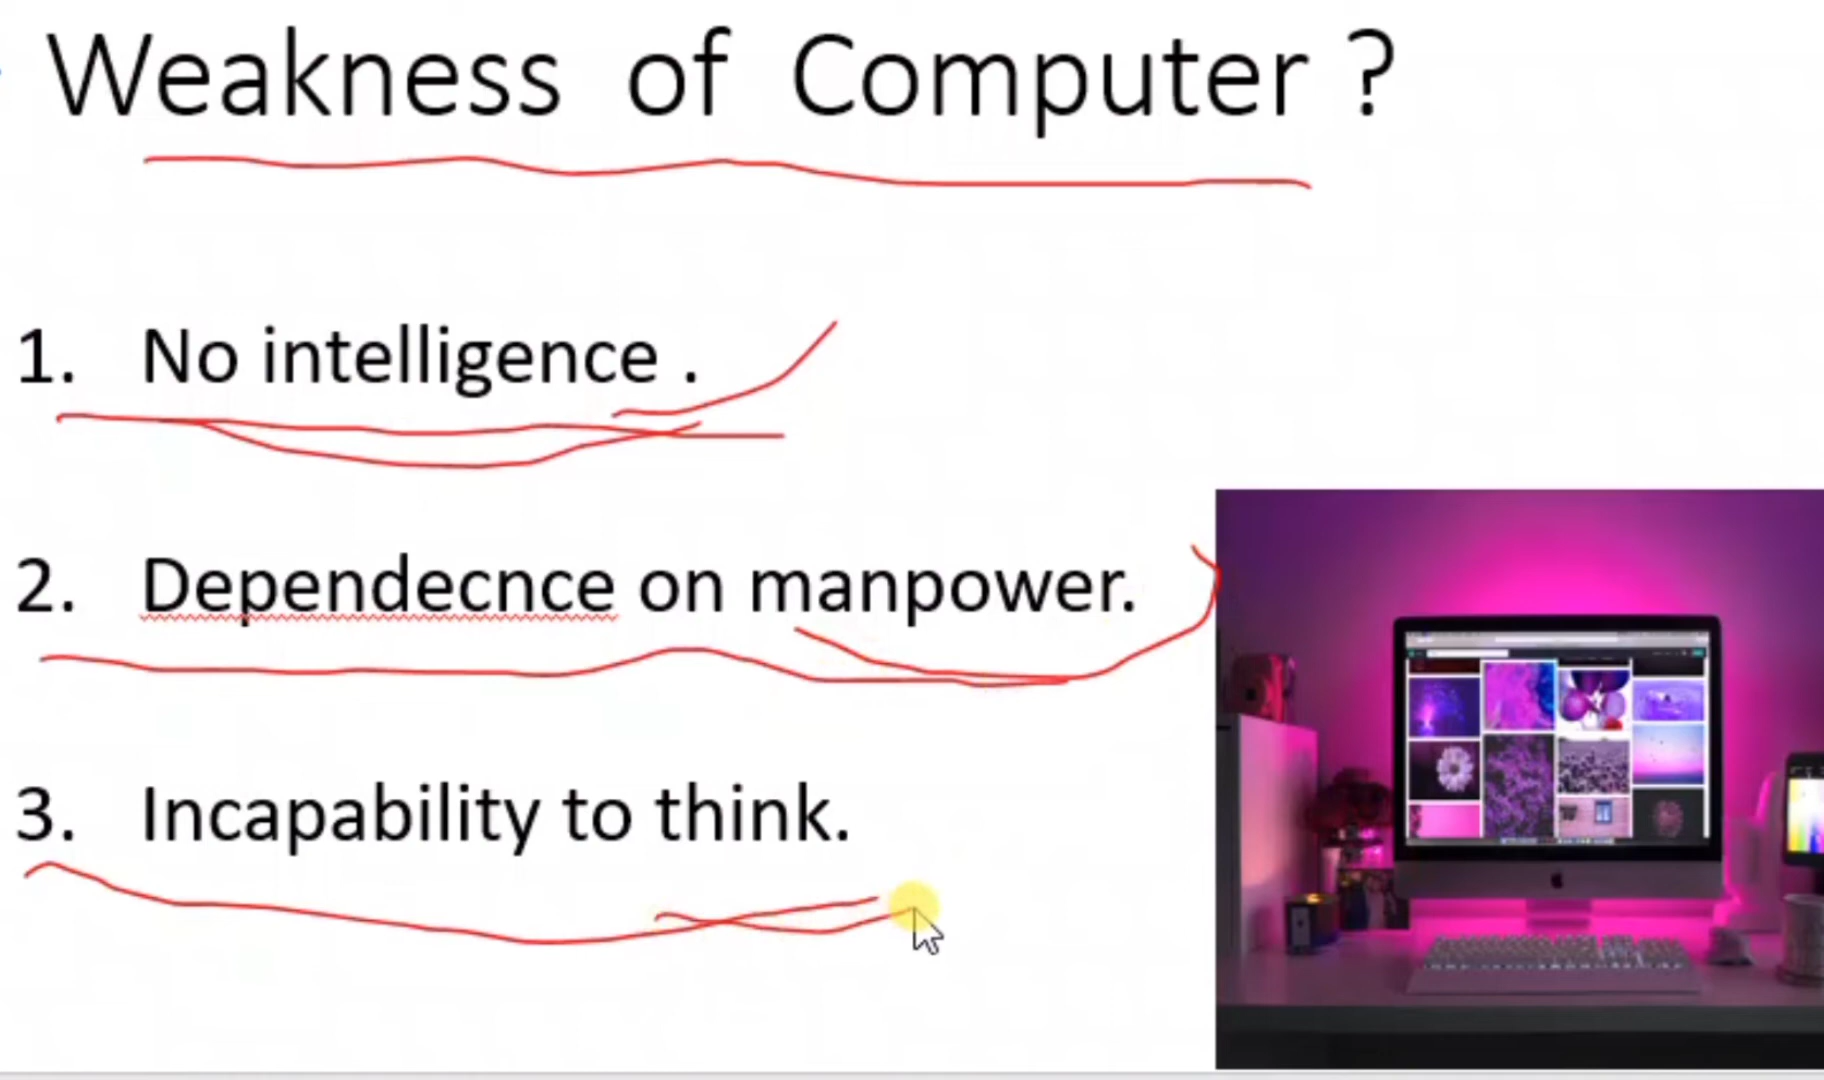 Weakness of Computer ?
1. No intelligence .
2. Dependecnce on manpower.
3. Incapability to think.